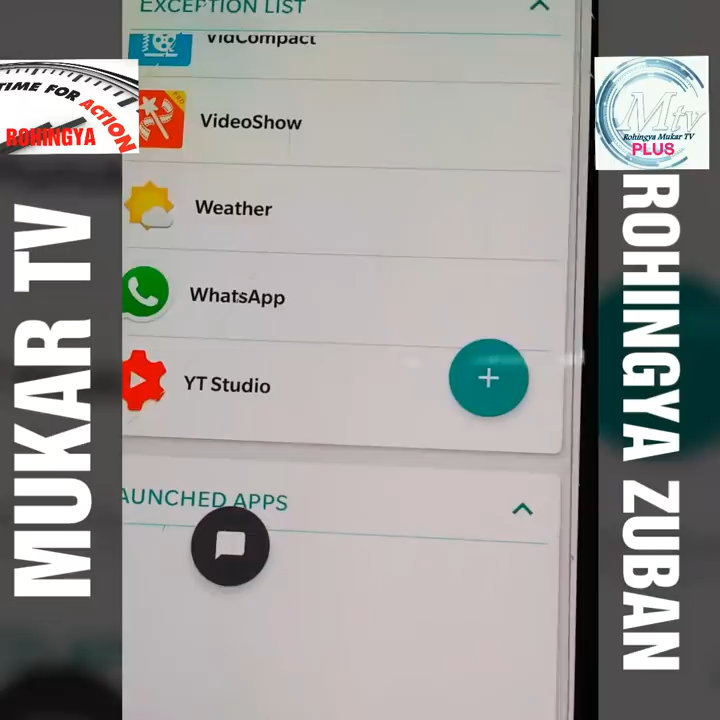 EXCEPTION LIST
VidCompact
VideoShow
Weather
WhatsApp
YT Studio
AUNCHED APPS
TIME FOR ACTION
ROHINGYA
MUKAR TV
Mtv
Rohingya Mukar TV
PLUS
ROHINGYA ZUBAN